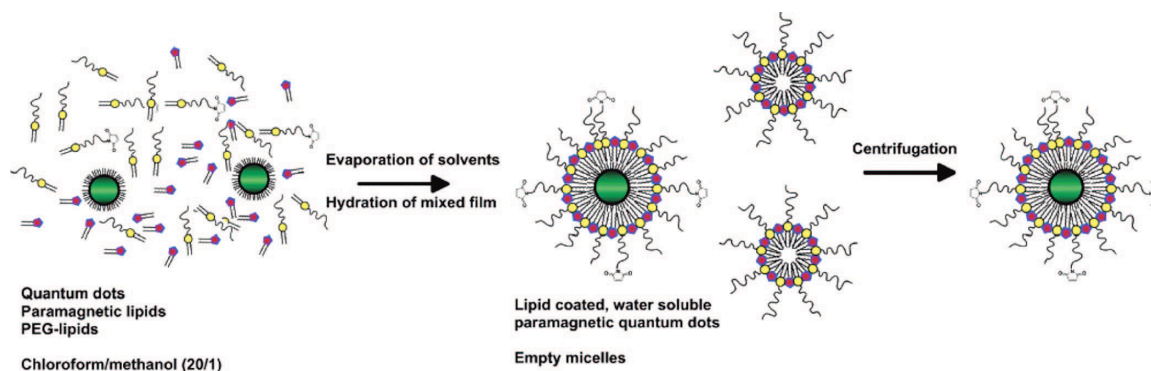 Evaporation of solvents
Hydration of mixed film
Centrifugation
Quantum dots
Paramagnetic lipids
PEG-lipids
Chloroform/methanol (20/1)
Lipid coated, water soluble
paramagnetic quantum dots
Empty micelles